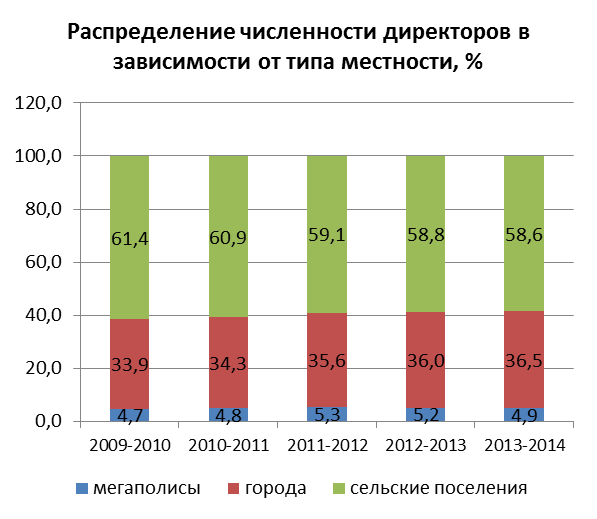 Распределение численности директоров в
зависимости от типа местности, %
120,0
100,0
80,0
60,0
40,0
20,0
0,0
61,4 60,9 59,1 58,8 58,6
33,9 34,3 35,6 36,0 36,5
4,7 4,8 5,3 5,2 4,9
2009-2010 2010-2011 2011-2012 2012-2013 2013-2014
мегаполисы города сельские поселения